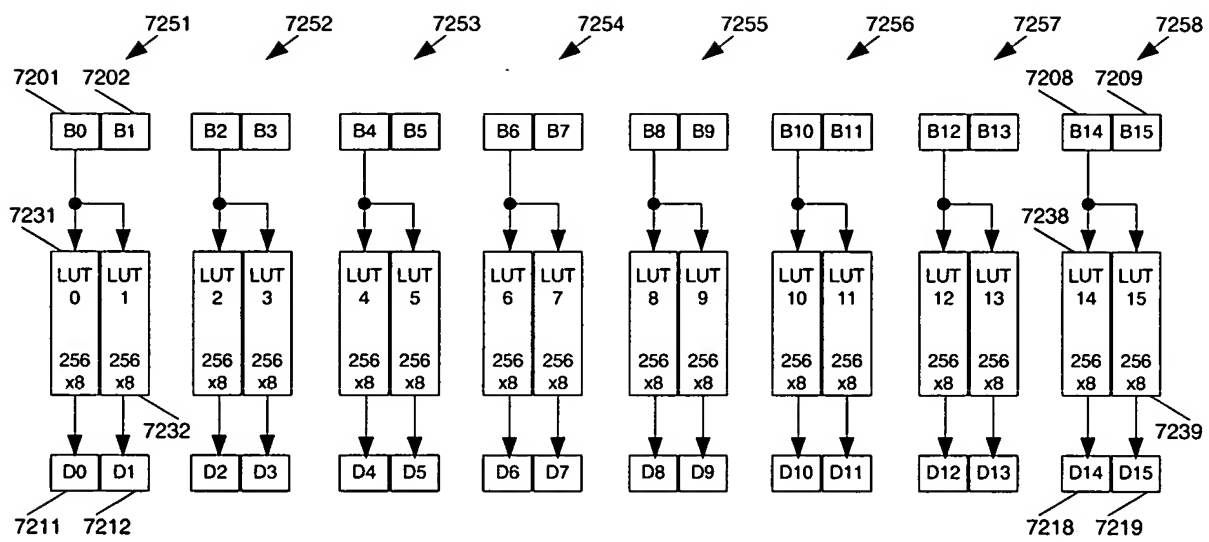 7251 7252 7253 7254 7255 7256 7257 7258
7201 7202 7208 7209
B0 B1 B2 B3 B4 B5 B6 B7 B8 B9 B10 B11 B12 B13 B14 B15
7231 7238
LUT LUT LUT LUT LUT LUT LUT LUT LUT LUT LUT LUT LUT LUT LUT LUT
0 1 2 3 4 5 6 7 8 9 10 11 12 13 14 15
256 256 256 256 256 256 256 256 256 256 256 256 256 256 256 256
x8 x8 x8 x8 x8 x8 x8 x8 x8 x8 x8 x8 x8 x8 x8 x8
7232 7239
D0 D1 D2 D3 D4 D5 D6 D7 D8 D9 D10 D11 D12 D13 D14 D15
7211 7212 7218 7219